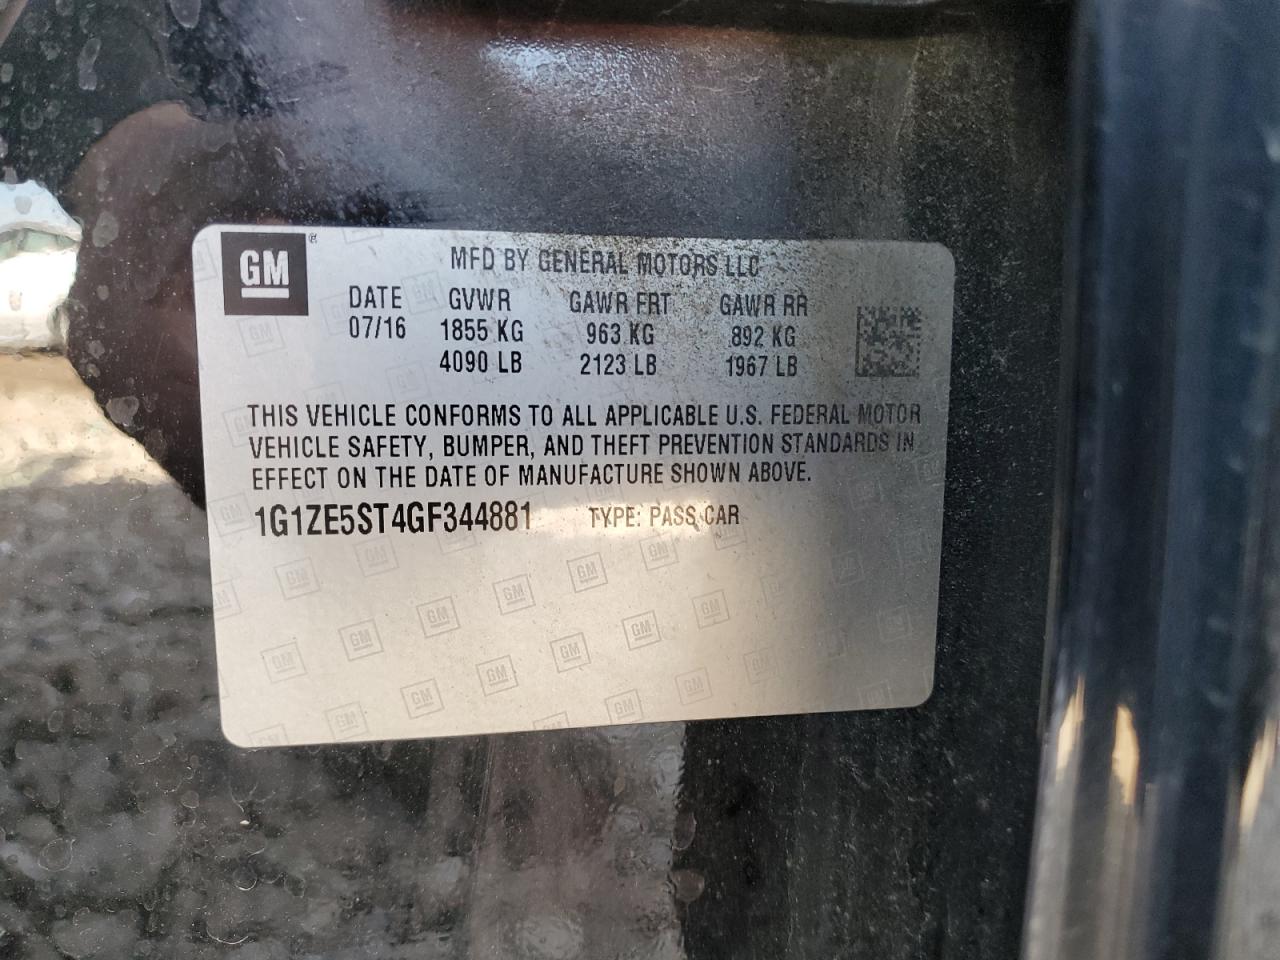 GM
MFD BY GENERAL MOTORS LLC
DATE GVWR GAWR FRT GAWR RR
07/16 1855 KG 963 KG 892 KG
4090 LB 2123 LB 1967 LB
THIS VEHICLE CONFORMS TO ALL APPLICABLE U.S. FEDERAL MOTOR
VEHICLE SAFETY, BUMPER, AND THEFT PREVENTION STANDARDS IN
EFFECT ON THE DATE OF MANUFACTURE SHOWN ABOVE.
1G1ZE5ST4GF344881 TYPE: PASS CAR